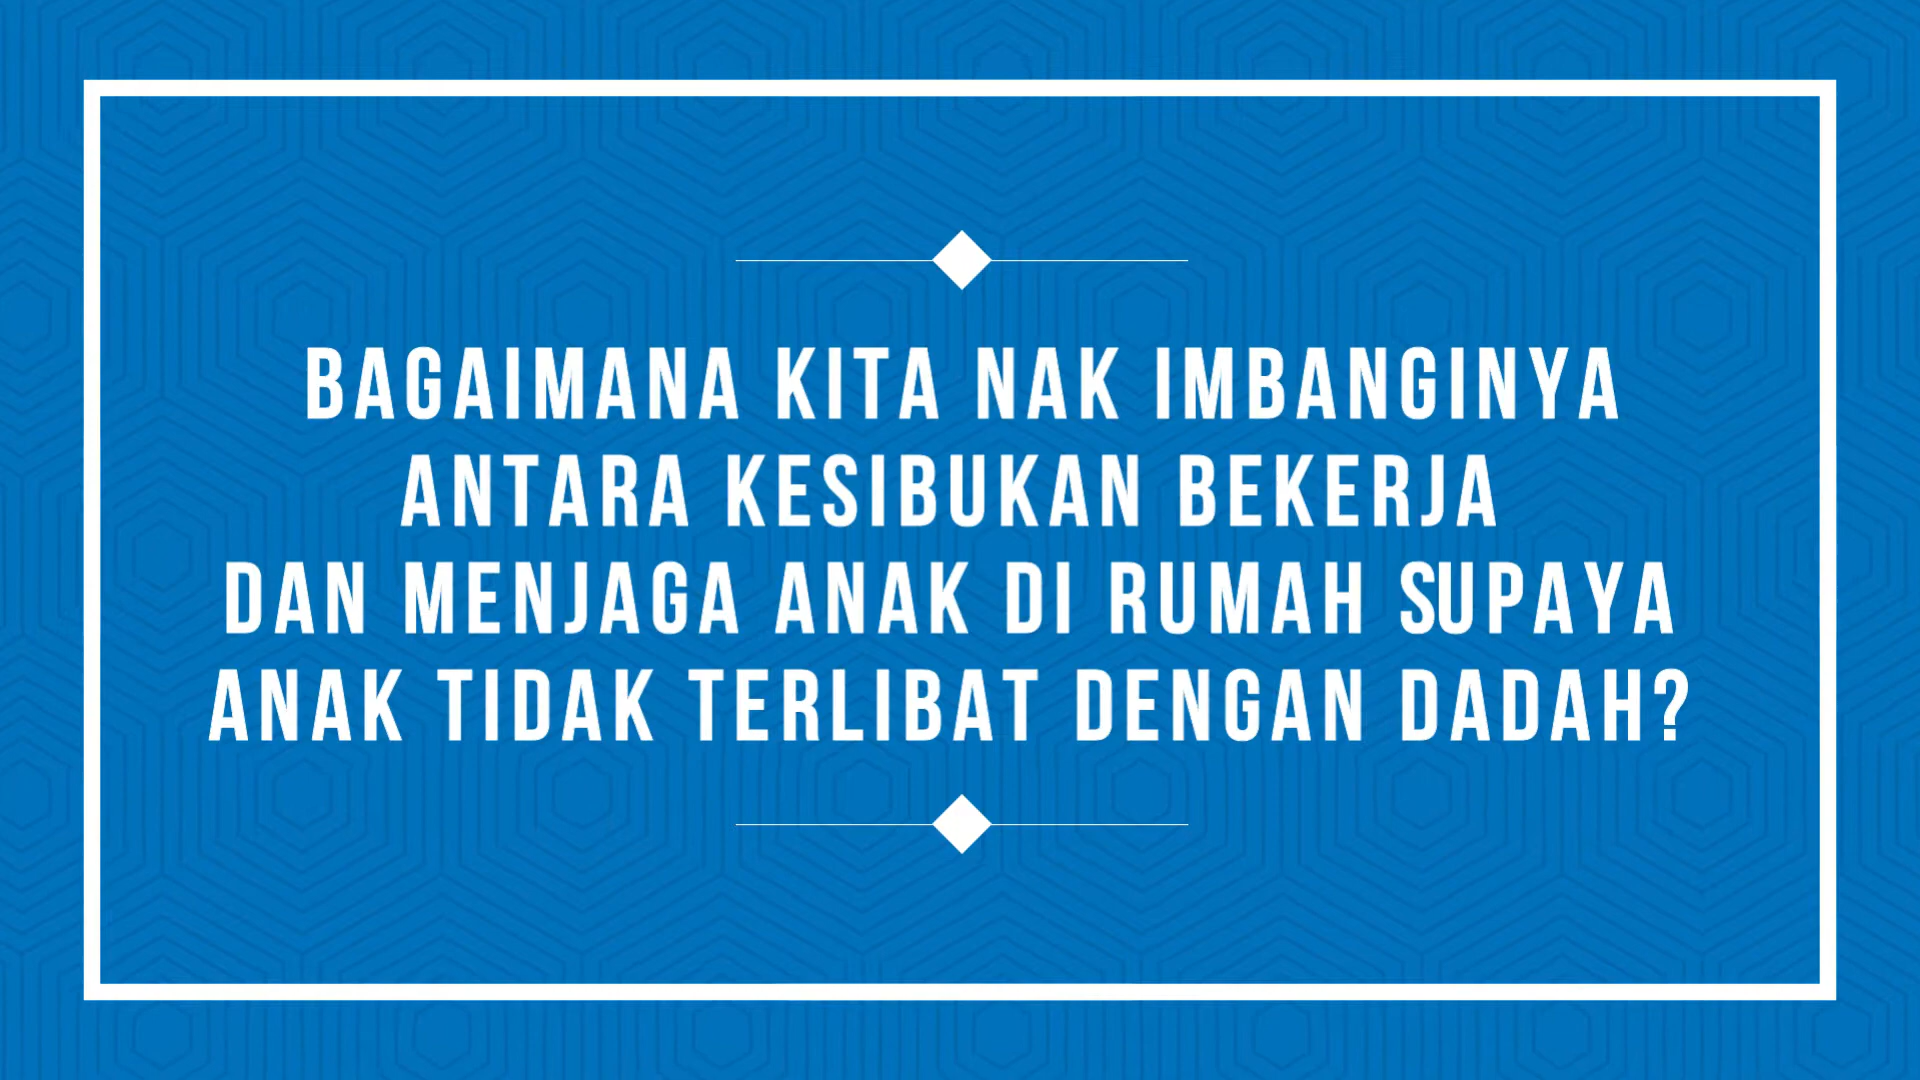 BAGAIMANA KITA NAK IMBANGINYA
ANTARA KESIBUKAN BEKERJA
DAN MENJAGA ANAK DI RUMAH SUPAYA
ANAK TIDAK TERLIBAT DENGAN DADAH?